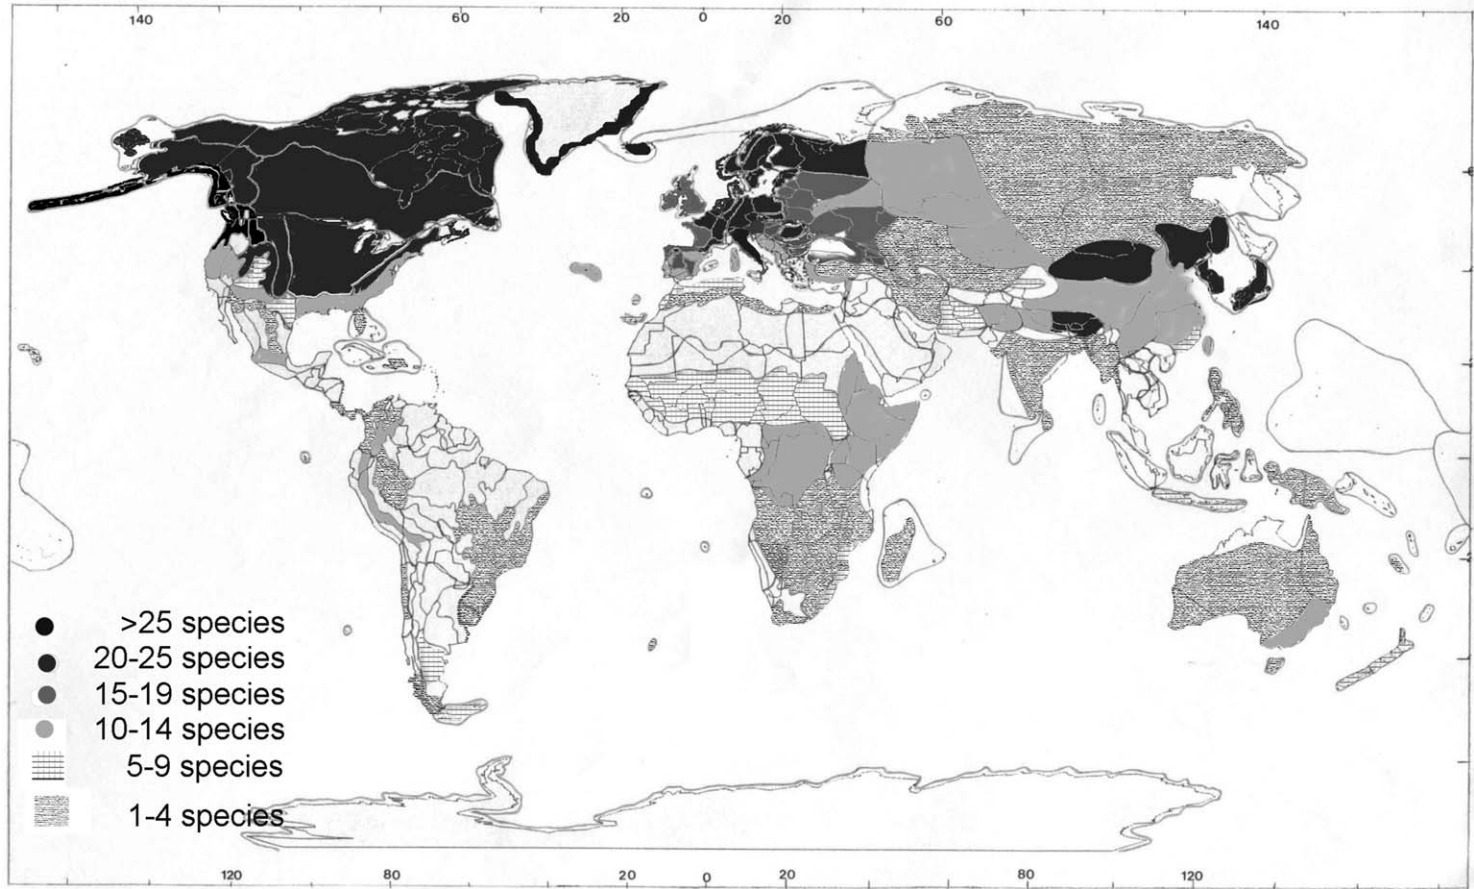 140 60 20 0 20 60 140
>25 species
20-25 species
15-19 species
10-14 species
5-9 species
1-4 species
120 80 20 0 20 80 120